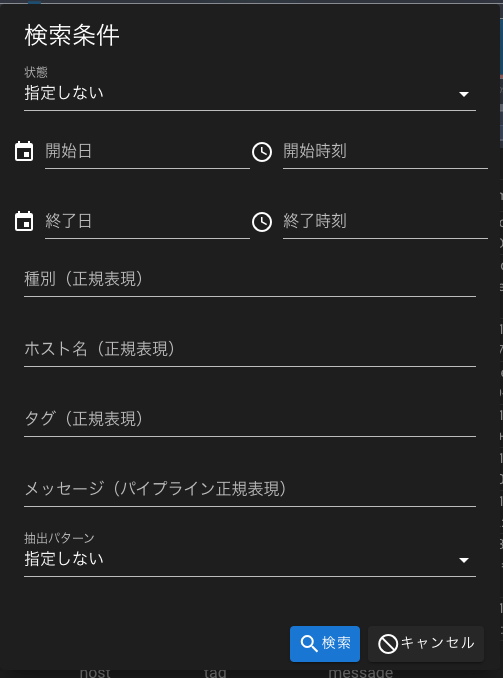 検索条件
状態
指定しない
開始日 開始時刻
終了日 終了時刻
種別（正規表現）
ホスト名（正規表現）
タグ（正規表現）
メッセージ（パイプライン正規表現）
抽出パターン
指定しない
検索 キャンセル
host tag message